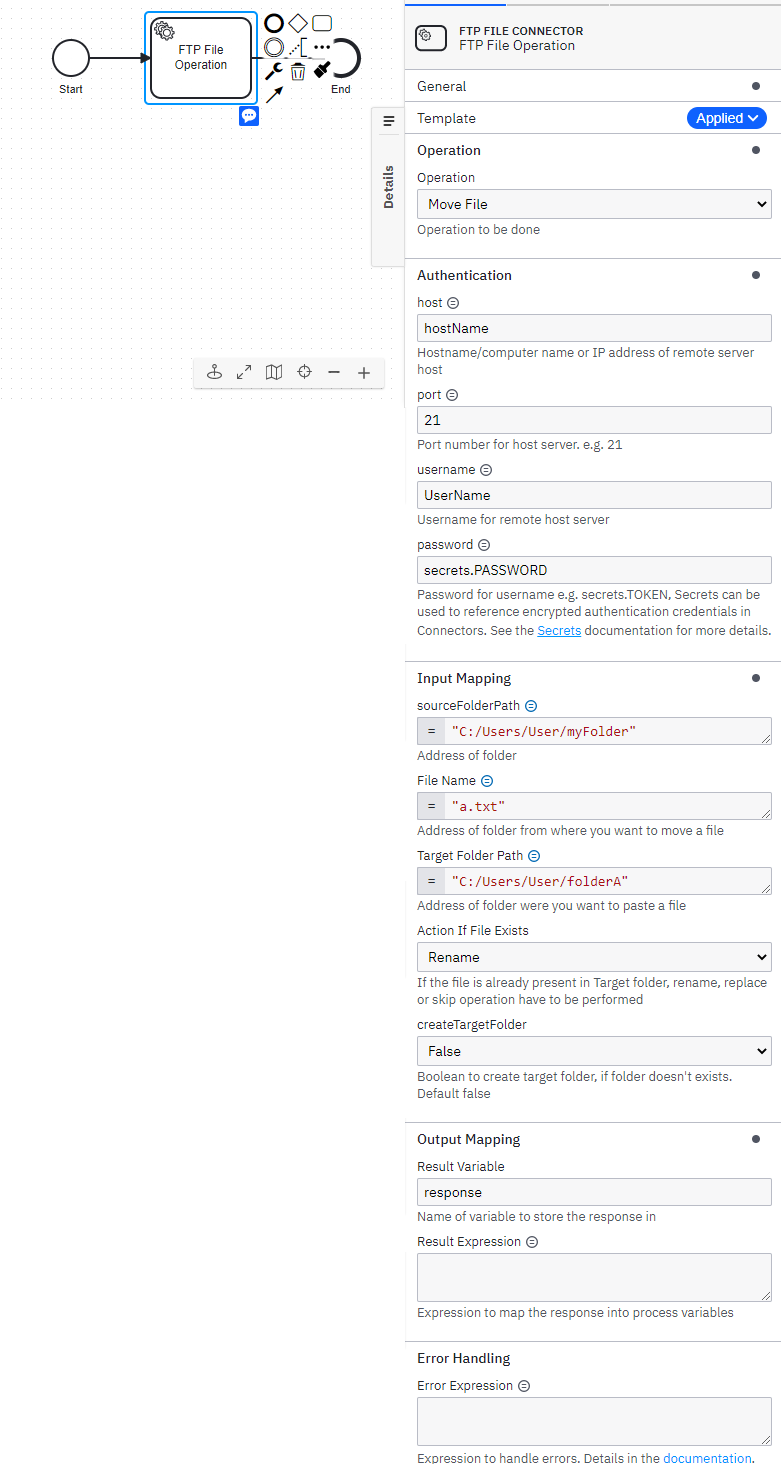 FTP File
Operation
Start
End
Details
FTP FILE CONNECTOR
FTP File Operation
General
Template
Applied
Operation
Operation
Move File
Operation to be done
Authentication
host
hostName
Hostname/computer name or IP address of remote server
host
port
21
Port number for host server. e.g. 21
username
UserName
Username for remote host server
password
secrets.PASSWORD
Password for username e.g. secrets.TOKEN, Secrets can be
used to reference encrypted authentication credentials in
Connectors. See the Secrets documentation for more details.
Input Mapping
sourceFolderPath
= "C:/Users/User/myFolder"
Address of folder
File Name
= "a.txt"
Address of folder from where you want to move a file
Target Folder Path
= "C:/Users/User/folderA"
Address of folder were you want to paste a file
Action If File Exists
Rename
If the file is already present in Target folder, rename, replace
or skip operation have to be performed
createTargetFolder
False
Boolean to create target folder, if folder doesn't exists.
Default false
Output Mapping
Result Variable
response
Name of variable to store the response in
Result Expression
Expression to map the response into process variables
Error Handling
Error Expression
Expression to handle errors. Details in the documentation.